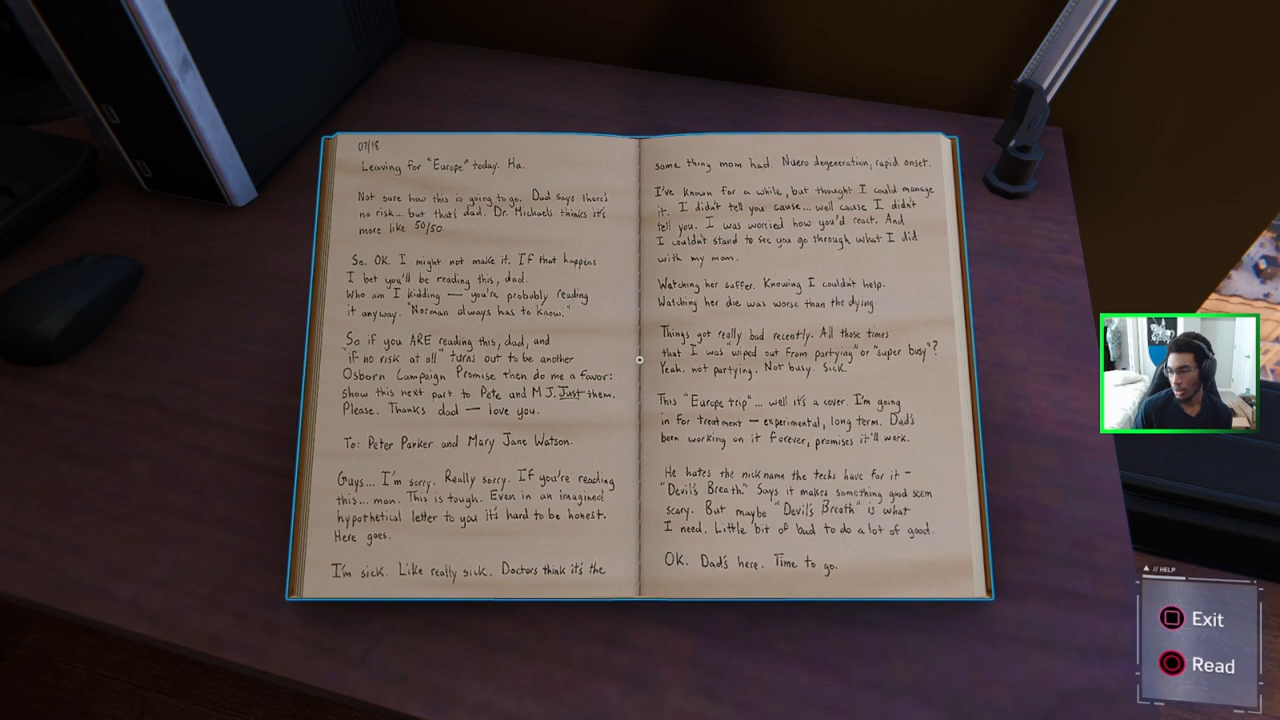 07/18
Leaving for "Europe" today. Ha.
Not sure how this is going to go. Dad says there's
no risk... but that's dad. Dr. Michaels thinks it's
more like 50/50.
So. OK. I might not make it. If that happens
I bet you'll be reading this, dad.
Who am I kidding — you're probably reading
it anyway. "Norman always has to know."
So if you ARE reading this, dad, and
"if no risk at all" turns out to be another
Osborn Campaign Promise then do me a favor:
show this next part to Pete and MJ. Just them.
Please. Thanks dad — love you.
To: Peter Parker and Mary Jane Watson.
Guys... I'm sorry. Really sorry. If you're reading
this... man. This is tough. Even in an imagined
hypothetical letter to you it's hard to be honest.
Here goes.
I'm sick. Like really sick. Doctors think it's the
same thing mom had. Nuero degeneration, rapid onset.
I've known for a while, but thought I could manage
it. I didn't tell you cause... well cause I didn't
tell you. I was worried how you'd react. And
I couldn't stand to see you go through what I did
with my mom.
Watching her suffer. Knowing I couldn't help.
Watching her die was worse than the dying.
Things got really bad recently. All those times
that I was "wiped out from partying" or "super busy"?
Yeah. not partying. Not busy. Sick.
This "Europe trip"... well it's a cover. I'm going
in for treatment — experimental, long term. Dad's
been working on it forever, promises it'll work.
He hates the nickname the techs have for it -
"Devil's Breath." Says it makes something good seem
scary. But maybe "Devil's Breath" is what
I need. Little bit of bad to do a lot of good.
OK. Dad's here. Time to go.
// HELP
Exit
Read